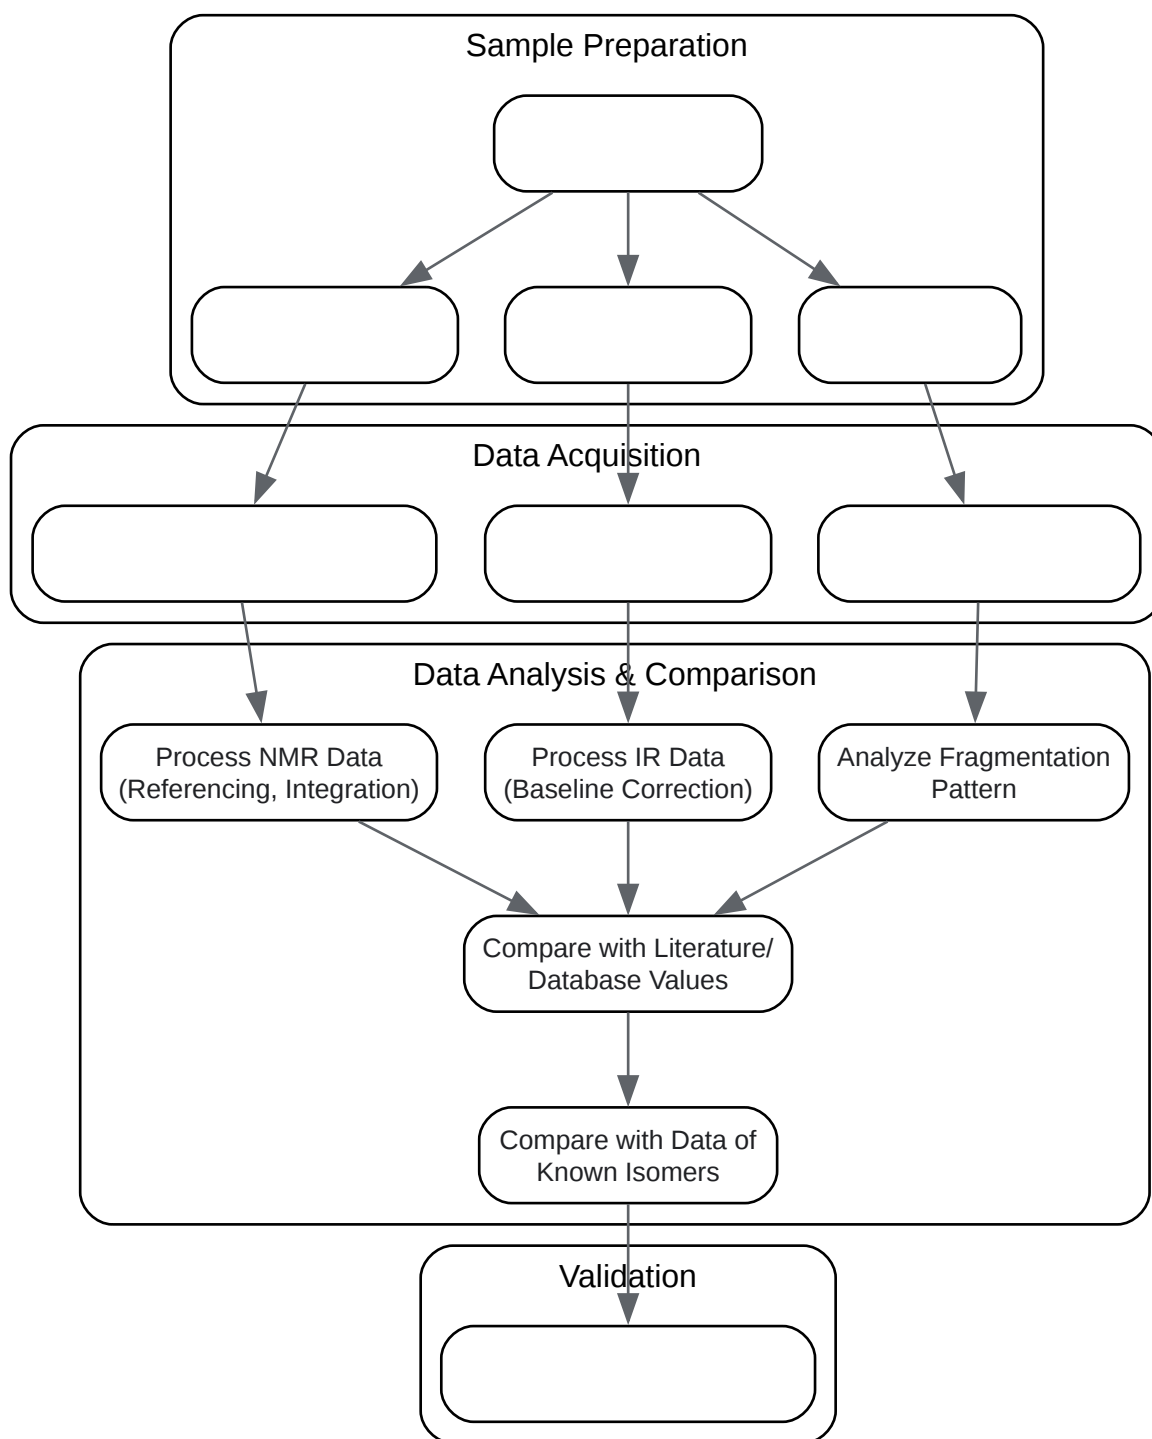 Sample Preparation
Data Acquisition
Data Analysis & Comparison
Process NMR Data
(Referencing, Integration)
Process IR Data
(Baseline Correction)
Analyze Fragmentation
Pattern
Compare with Literature/
Database Values
Compare with Data of
Known Isomers
Validation